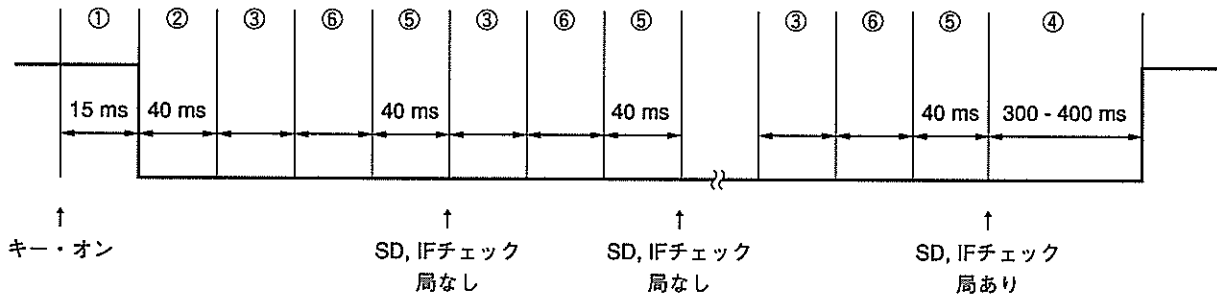 ① ② ③ ⑥ ⑤ ③ ⑥ ⑤ ③ ⑥ ⑤ ④
15 ms 40 ms 40 ms 40 ms 40 ms 300 - 400 ms
キー・オン
SD, IFチェック
局なし
SD, IFチェック
局なし
SD, IFチェック
局あり